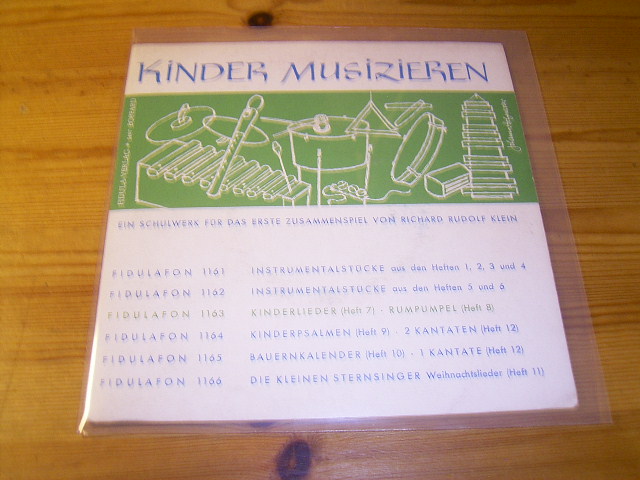 KINDER MUSIZIEREN
FIDULA-VERLAG
BOPPARD
EIN SCHULWERK FÜR DAS ERSTE ZUSAMMENSPIEL VON RICHARD RUDOLF KLEIN
FIDULAFON 1161 INSTRUMENTALSTÜCKE aus den Heften 1, 2, 3 und 4
FIDULAFON 1162 INSTRUMENTALSTÜCKE aus den Heften 5 und 6
FIDULAFON 1163 KINDERLIEDER (Heft 7) · RUMPUMPEL (Heft 8)
FIDULAFON 1164 KINDERPSALMEN (Heft 9) · 2 KANTATEN (Heft 12)
FIDULAFON 1165 BAUERNKALENDER (Heft 10) · 1 KANTATE (Heft 12)
FIDULAFON 1166 DIE KLEINEN STERNSINGER Weihnachtslieder (Heft 11)